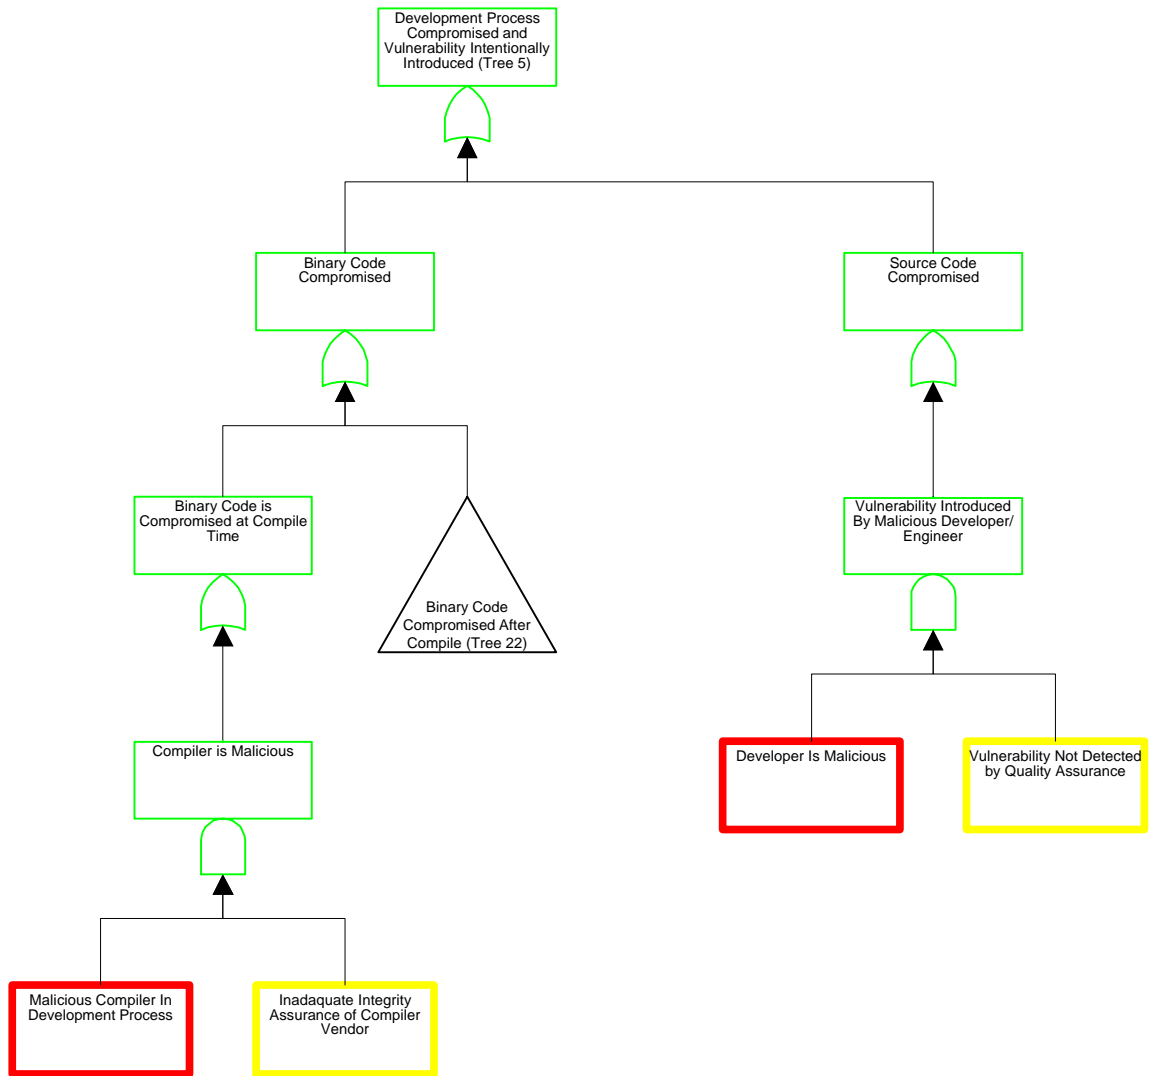 Development Process
Compromised and
Vulnerability Intentionally
Introduced (Tree 5)
Binary Code
Compromised
Source Code
Compromised
Binary Code is
Compromised at Compile
Time
Binary Code
Compromised After
Compile (Tree 22)
Vulnerability Introduced
By Malicious Developer/
Engineer
Compiler is Malicious
Developer Is Malicious
Vulnerability Not Detected
by Quality Assurance
Malicious Compiler In
Development Process
Inadaquate Integrity
Assurance of Compiler
Vendor